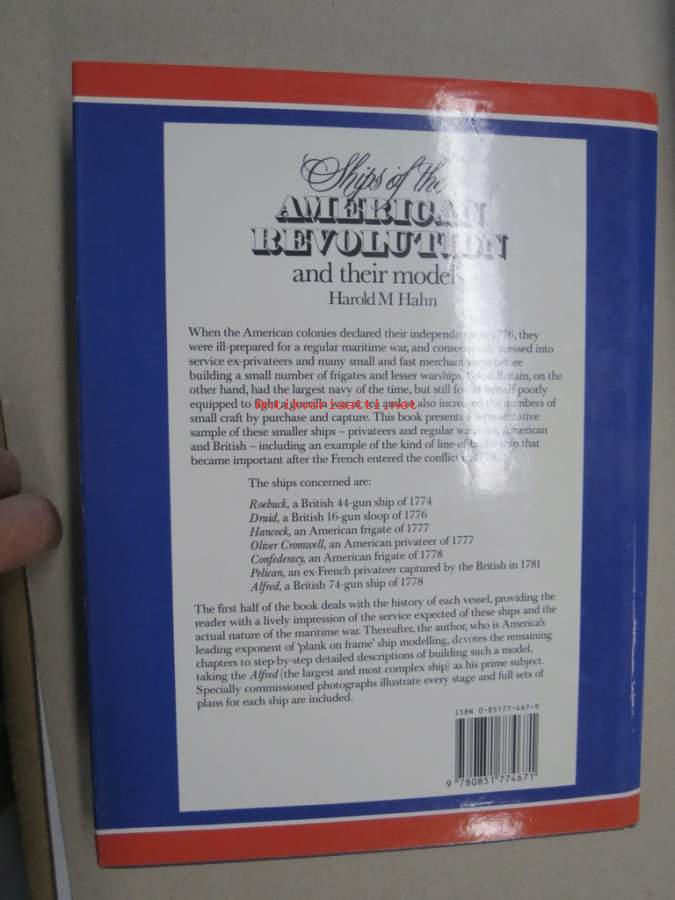 Ships of the
AMERICAN
REVOLUTION
and their models
Harold M Hahn
When the American colonies declared their independence in 1776, they
were ill-prepared for a regular maritime war, and consequently pressed into
service ex-privateers and many small and fast merchant ships before
building a small number of frigates and lesser warships. Great Britain, on the
other hand, had the largest navy of the time, but still found herself poorly
equipped to fight a guerilla war at sea and so also increased the numbers of
antikvariaatti.net
small craft by purchase and capture. This book presents a representative
sample of these smaller ships – privateers and regular warships, American
and British – including an example of the kind of line-of-battle ship that
became important after the French entered the conflict in 1778.
The ships concerned are:
Roebuck, a British 44-gun ship of 1774
Druid, a British 16-gun sloop of 1776
Hancock, an American frigate of 1777
Oliver Cromwell, an American privateer of 1777
Confederacy, an American frigate of 1778
Pelican, an ex-French privateer captured by the British in 1781
Alfred, a British 74-gun ship of 1778
The first half of the book deals with the history of each vessel, providing the
reader with a lively impression of the service expected of these ships and the
actual nature of the maritime war. Thereafter, the author, who is America's
leading exponent of 'plank on frame' ship modelling, devotes the remaining
chapters to step-by-step detailed descriptions of building such a model,
taking the Alfred (the largest and most complex ship) as his prime subject.
Specially commissioned photographs illustrate every stage and full sets of
plans for each ship are included.
ISBN 0-85177-467-9
9 780851 774671